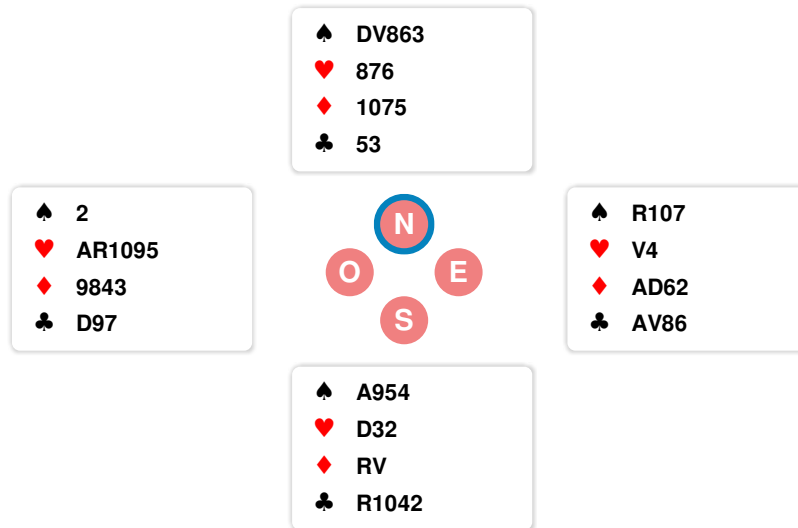 ♠ DV863
♥ 876
♦ 1075
♣ 53
♠ 2
♥ AR1095
♦ 9843
♣ D97
N
O E
S
♠ R107
♥ V4
♦ AD62
♣ AV86
♠ A954
♥ D32
♦ RV
♣ R1042